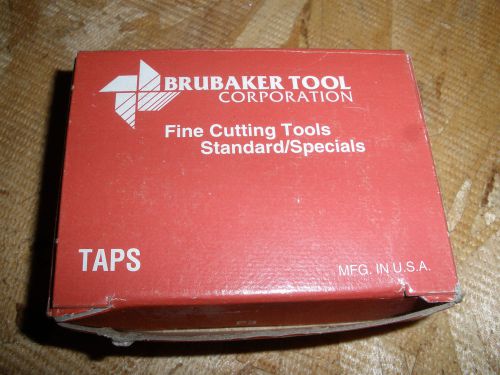 BRUBAKER TOOL
CORPORATION
Fine Cutting Tools
Standard/Specials
TAPS
MFG. IN U.S.A.